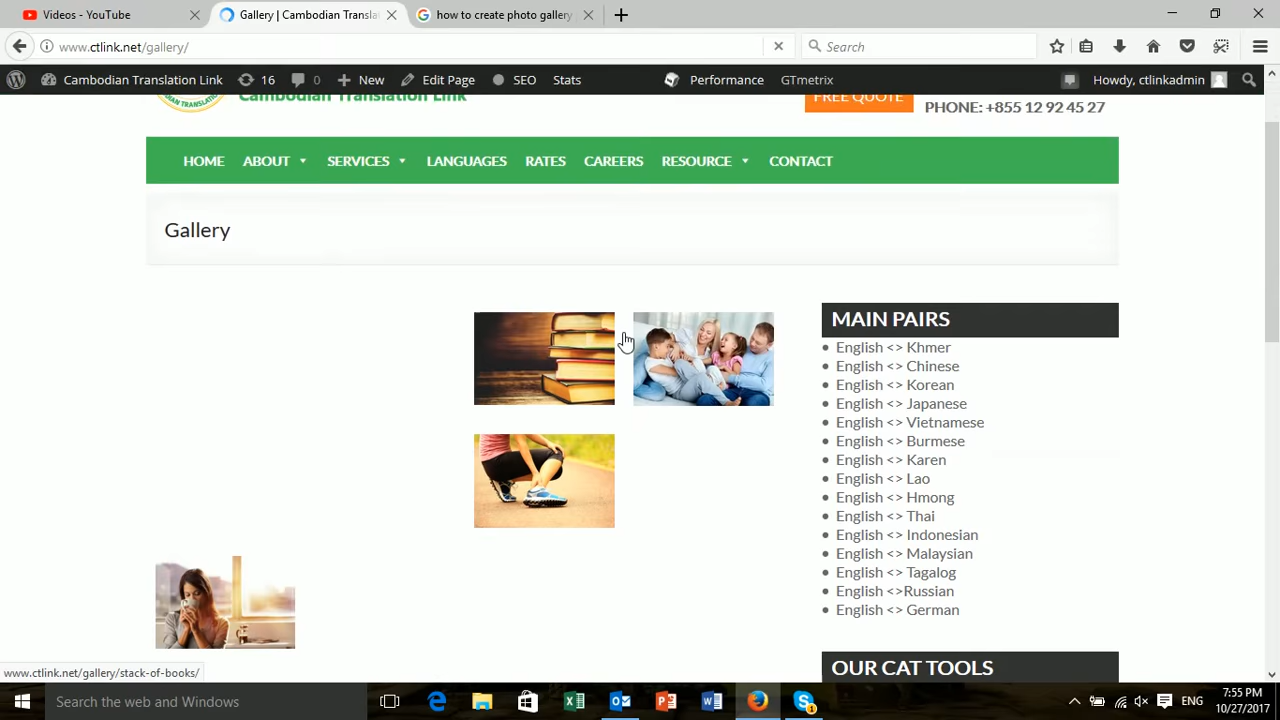 Videos - YouTube
Gallery | Cambodian Transla
how to create photo gallery
www.ctlink.net/gallery/
Search
Cambodian Translation Link 16 0 New Edit Page SEO Stats Performance GTmetrix Howdy, ctlinkadmin
Cambodian Translation Link
FREE QUOTE
PHONE: +855 12 92 45 27
HOME ABOUT SERVICES LANGUAGES RATES CAREERS RESOURCE CONTACT
Gallery
MAIN PAIRS
English <> Khmer
English <> Chinese
English <> Korean
English <> Japanese
English <> Vietnamese
English <> Burmese
English <> Karen
English <> Lao
English <> Hmong
English <> Thai
English <> Indonesian
English <> Malaysian
English <> Tagalog
English <>Russian
English <> German
OUR CAT TOOLS
www.ctlink.net/gallery/stack-of-books/
Search the web and Windows
ENG
7:55 PM
10/27/2017